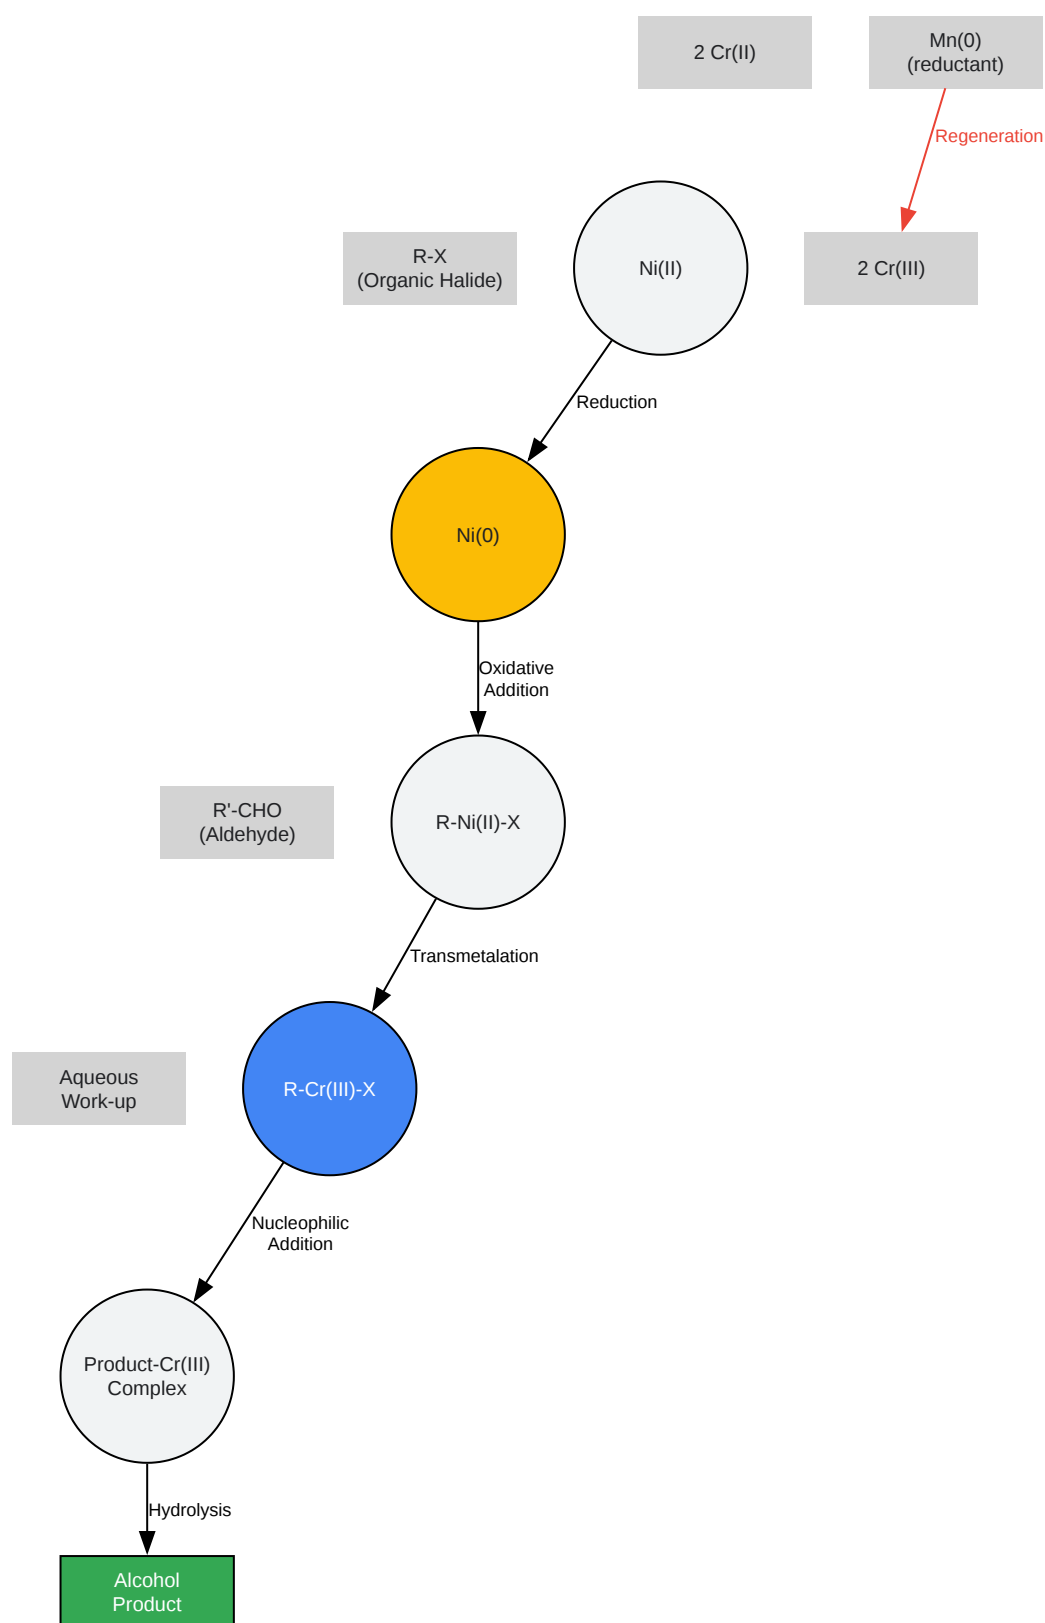 2 Cr(II)
Mn(0)
(reductant)
Regeneration
R-X
(Organic Halide)
Ni(II)
2 Cr(III)
Reduction
Ni(0)
Oxidative
Addition
R'-CHO
(Aldehyde)
R-Ni(II)-X
Transmetalation
Aqueous
Work-up
R-Cr(III)-X
Nucleophilic
Addition
Product-Cr(III)
Complex
Hydrolysis
Alcohol
Product